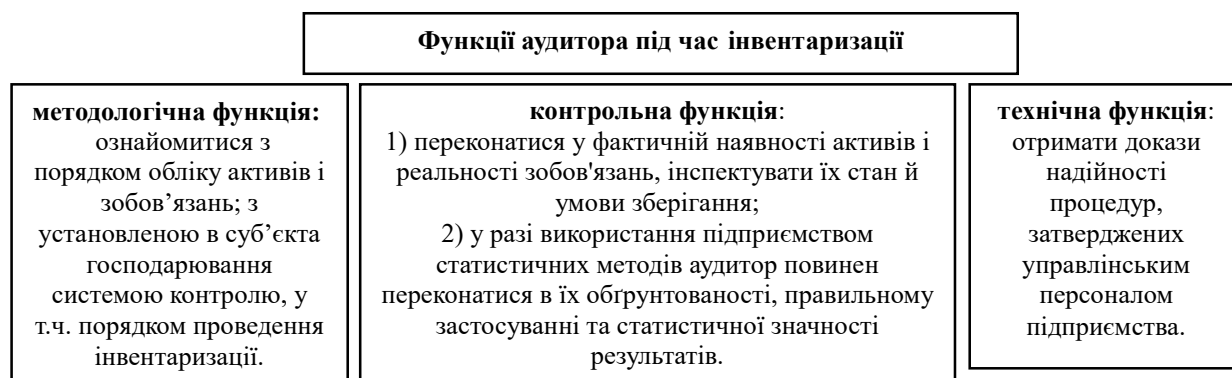 Функції аудитора під час інвентаризації
методологічна функція:
ознайомитися з
порядком обліку активів і
зобов’язань; з
установленою в суб’єкта
господарювання
системою контролю, у
т.ч. порядком проведення
інвентаризації.
контрольна функція:
1) переконатися у фактичній наявності активів і
реальності зобов'язань, інспектувати їх стан й
умови зберігання;
2) у разі використання підприємством
статистичних методів аудитор повинен
переконатися в їх обґрунтованості, правильному
застосуванні та статистичної значності
результатів.
технічна функція:
отримати докази
надійності
процедур,
затверджених
управлінським
персоналом
підприємства.